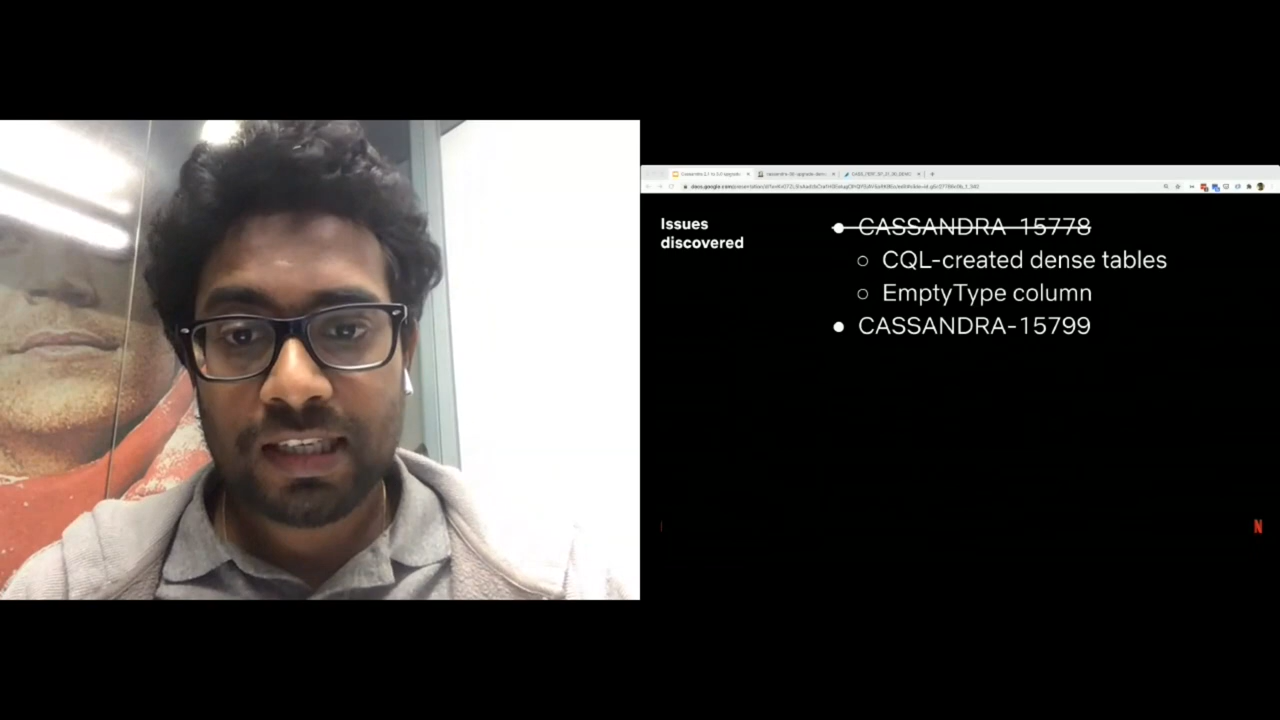 Issues
discovered
CASSANDRA-15778
CQL-created dense tables
EmptyType column
CASSANDRA-15799
N